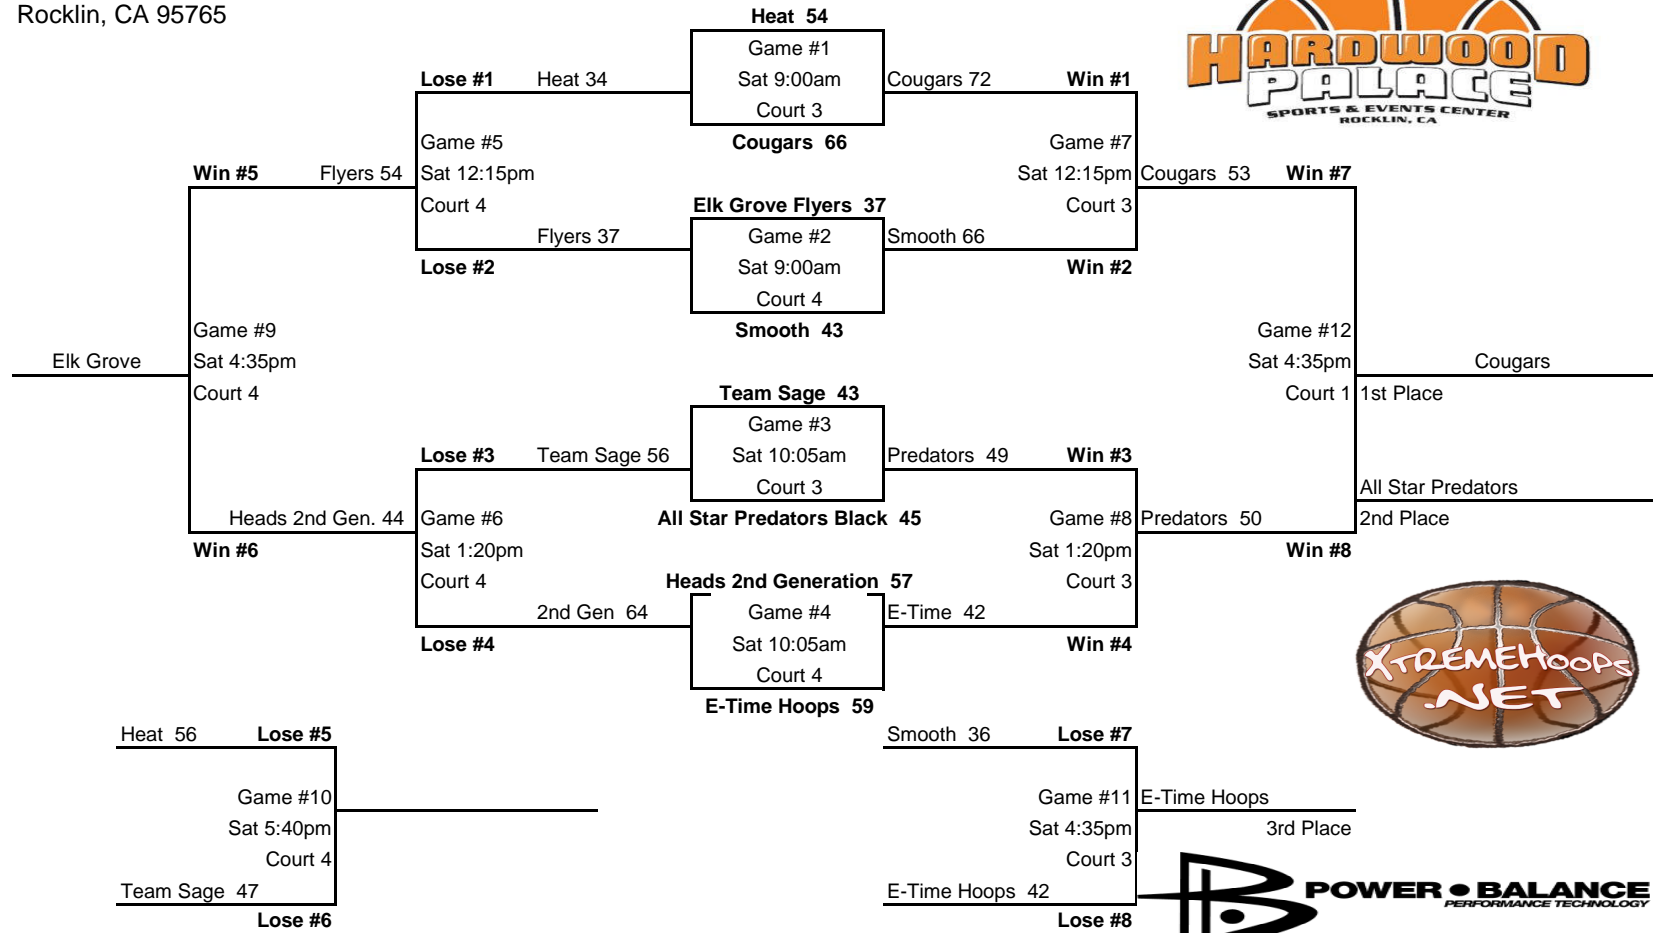 Rocklin, CA 95765
Heat 54
Game #1
Sat 9:00am
Court 3
Cougars 66
Lose #1 Heat 34
Cougars 72 Win #1
Game #5
Sat 12:15pm
Court 4
Game #7
Sat 12:15pm
Court 3
Win #5 Flyers 54
Cougars 53 Win #7
Elk Grove Flyers 37
Game #2
Sat 9:00am
Court 4
Smooth 43
Flyers 37
Lose #2
Smooth 66
Win #2
Game #9
Sat 4:35pm
Court 4
Elk Grove
Game #12
Sat 4:35pm
Court 1
Cougars
1st Place
Team Sage 43
Game #3
Sat 10:05am
Court 3
All Star Predators Black 45
Lose #3 Team Sage 56
Predators 49 Win #3
All Star Predators
2nd Place
Heads 2nd Gen. 44
Win #6
Game #6
Sat 1:20pm
Court 4
Game #8
Sat 1:20pm
Court 3
Predators 50
Win #8
Heads 2nd Generation 57
Game #4
Sat 10:05am
Court 4
E-Time Hoops 59
2nd Gen 64
Lose #4
E-Time 42
Win #4
Heat 56 Lose #5
Game #10
Sat 5:40pm
Court 4
Team Sage 47
Lose #6
Smooth 36 Lose #7
Game #11
Sat 4:35pm
Court 3
E-Time Hoops
3rd Place
E-Time Hoops 42
Lose #8
HARDWOOD
PALACE
SPORTS & EVENTS CENTER
ROCKLIN, CA
XTREMEHOOPS
.NET
POWER BALANCE
PERFORMANCE TECHNOLOGY